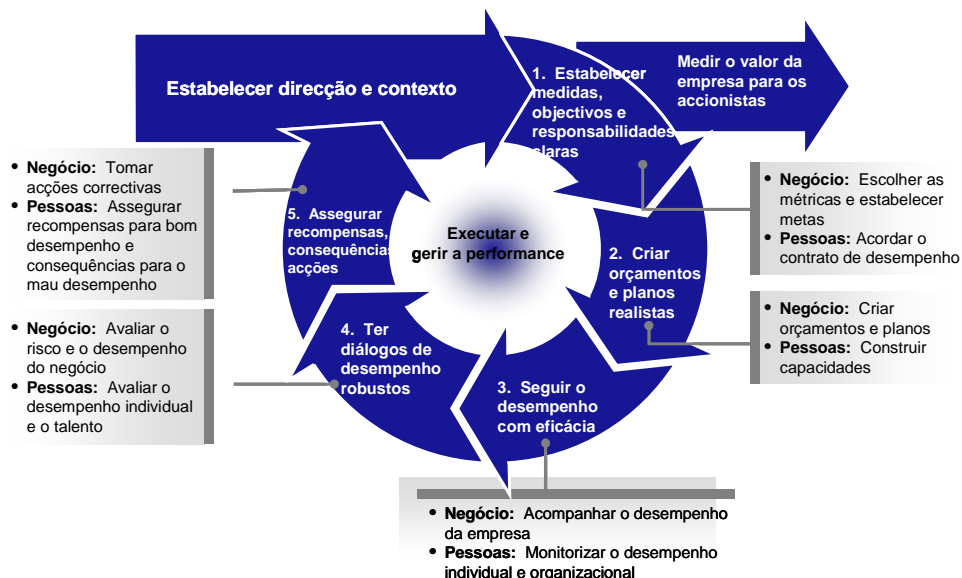 Estabelecer direcção e contexto
Medir o valor da
empresa para os
accionistas
1. Estabelecer
medidas,
objectivos e
responsabilidades
claras
• Negócio: Escolher as
métricas e estabelecer
metas
• Pessoas: Acordar o
contrato de desempenho
2. Criar
orçamentos
e planos
realistas
• Negócio: Criar
orçamentos e planos
• Pessoas: Construir
capacidades
3. Seguir o
desempenho
com eficácia
• Negócio: Acompanhar o desempenho
da empresa
• Pessoas: Monitorizar o desempenho
individual e organizacional
4. Ter
diálogos de
desempenho
robustos
• Negócio: Avaliar o
risco e o desempenho
do negócio
• Pessoas: Avaliar o
desempenho individual
e o talento
5. Assegurar
recompensas,
consequências
acções
• Negócio: Tomar
acções correctivas
• Pessoas: Assegurar
recompensas para bom
desempenho e
consequências para o
mau desempenho
Executar e
gerir a performance